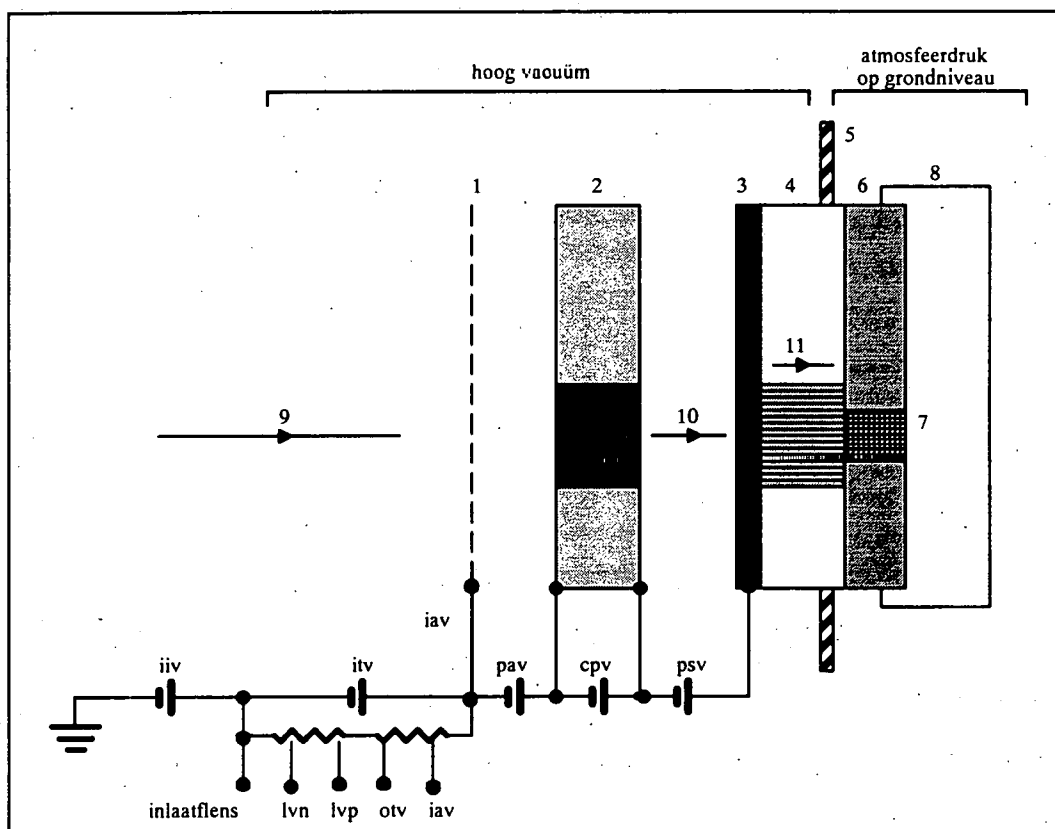 hoog vacuüm
atmosfeerdruk
op grondniveau
5
1
2
3
4
6
8
11
9
10
7
iav
iiv
itv
pav
cpv
psv
inlaatflens
lvn
lvp
otv
iav